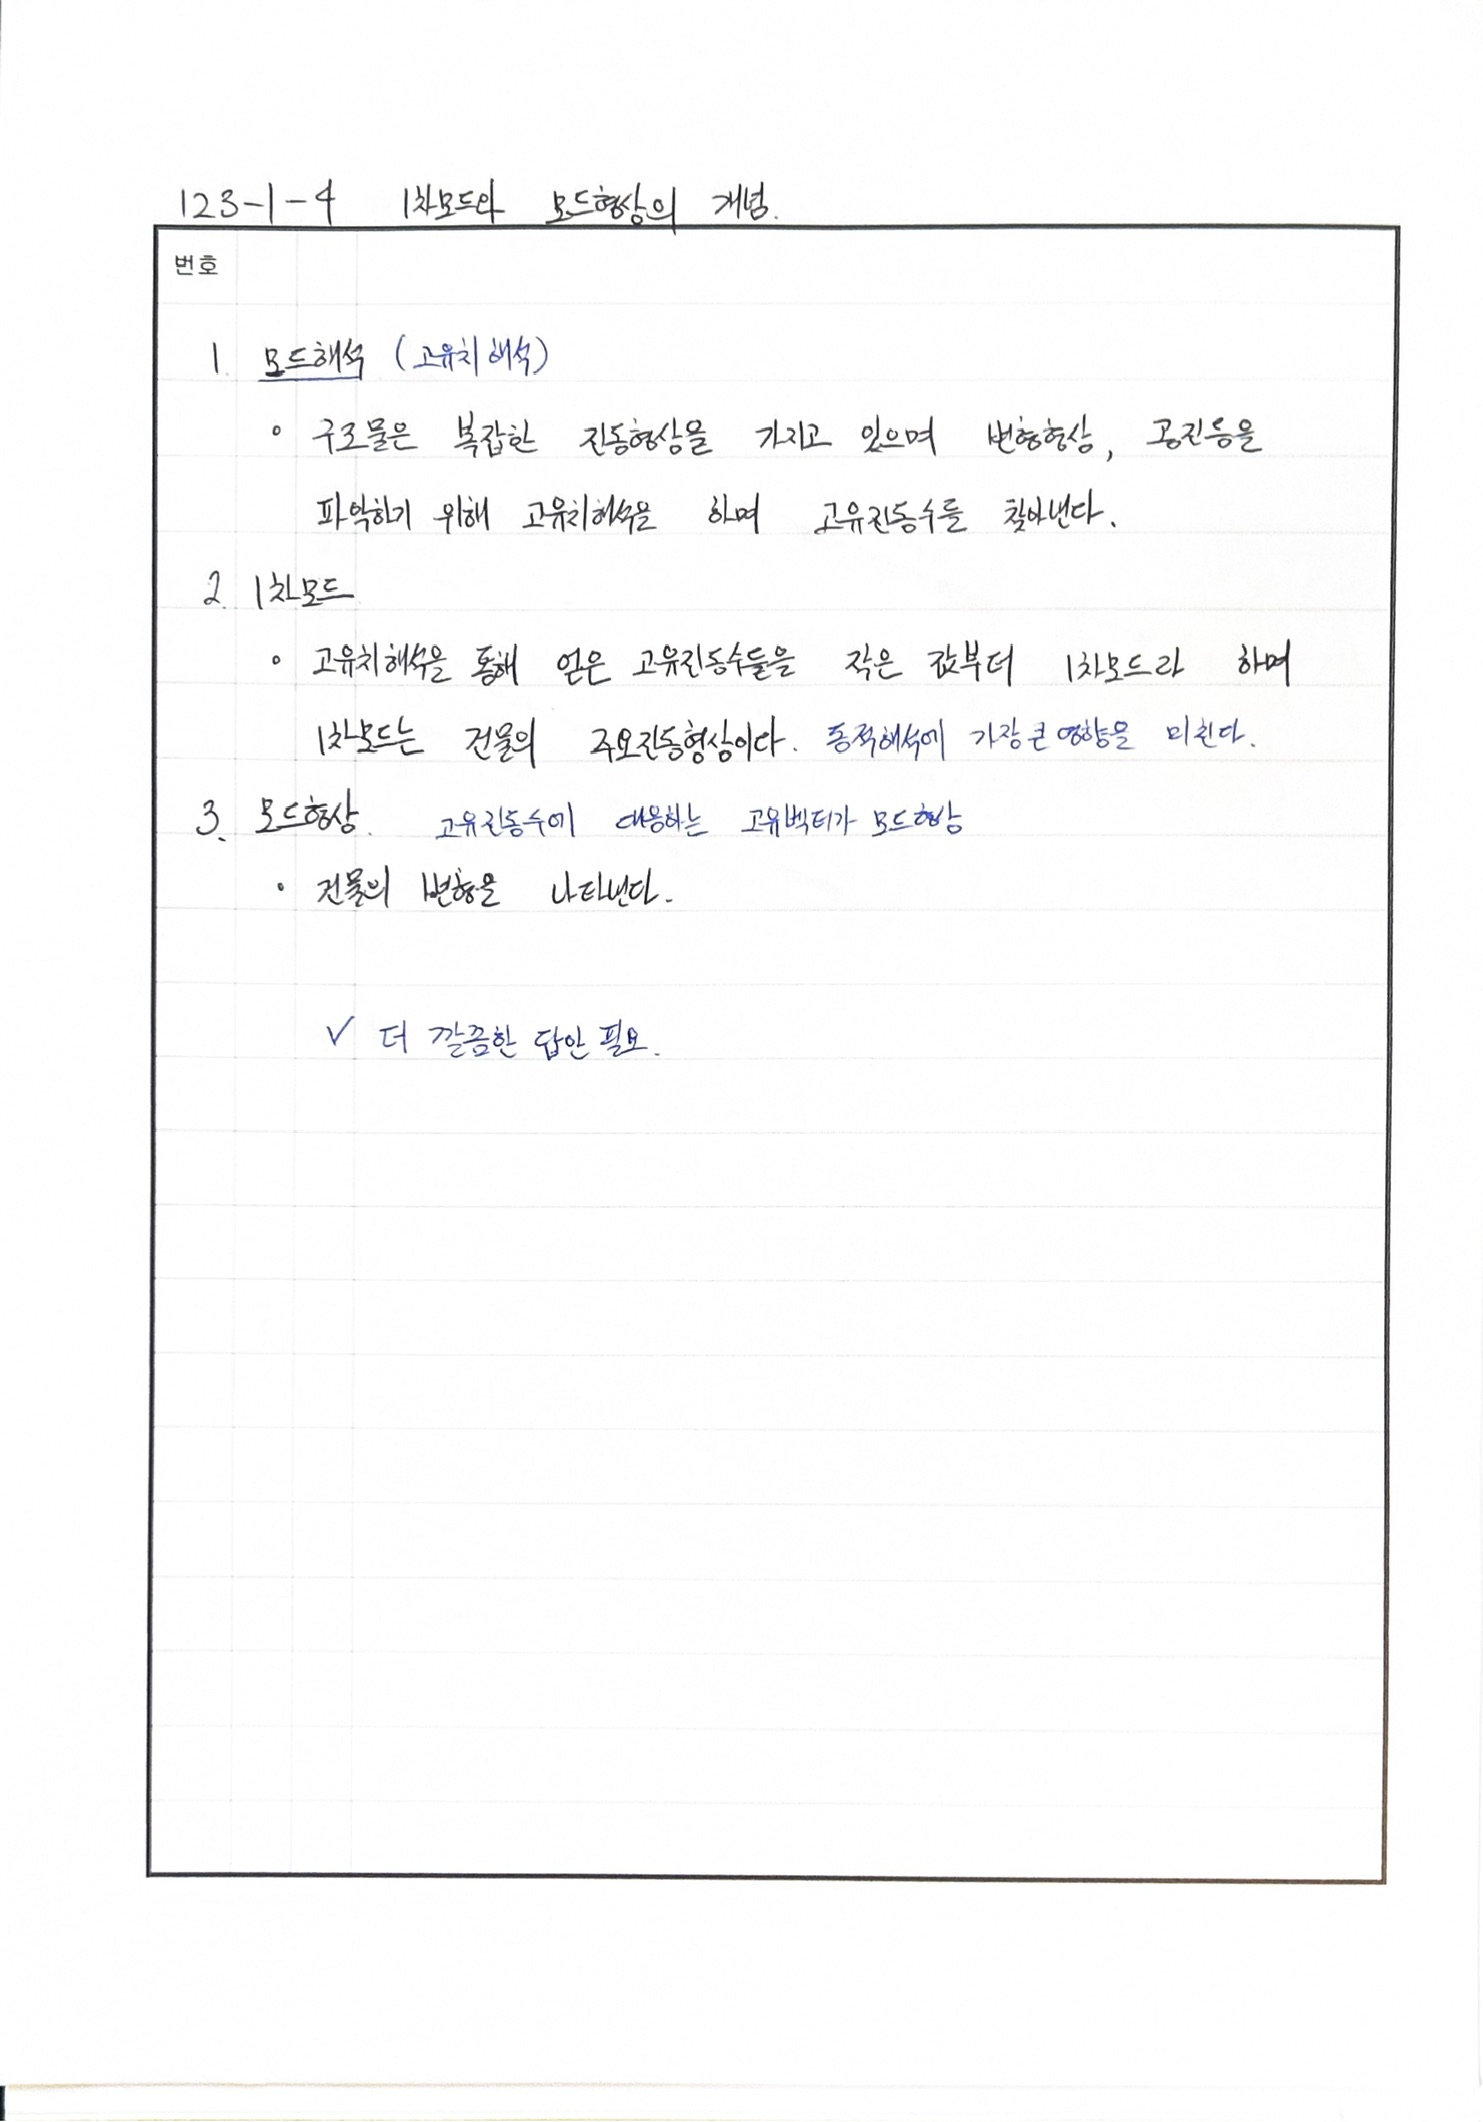 123-1-4 1차모드와 모드형상의 개념.
번호
1. 모드해석 (고유치해석)
◦ 구조물은 복잡한 진동형상을 가지고 있으며 변형형상, 공진등을
파악하기 위해 고유치해석을 하며 고유진동수를 찾아낸다.
2. 1차모드
◦ 고유치해석을 통해 얻은 고유진동수들을 작은 값부터 1차모드라 하며
1차모드는 건물의 주요진동형상이다. 동적해석에 가장 큰 영향을 미친다.
3. 모드형상. 고유진동수에 대응하는 고유벡터가 모드형상
• 건물의 변형을 나타낸다.
✓ 더 깔끔한 답안 필요.